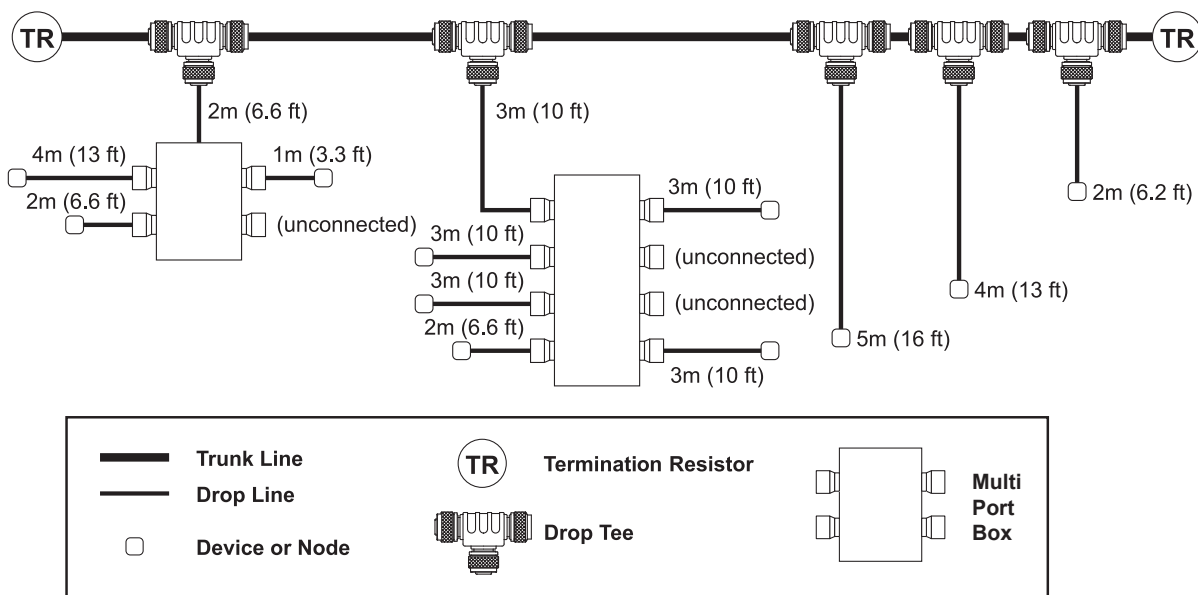 TR
TR
2m (6.6 ft)
3m (10 ft)
4m (13 ft)
1m (3.3 ft)
2m (6.6 ft)
(unconnected)
3m (10 ft)
3m (10 ft)
(unconnected)
3m (10 ft)
(unconnected)
2m (6.6 ft)
3m (10 ft)
5m (16 ft)
4m (13 ft)
2m (6.2 ft)
Trunk Line
Drop Line
Device or Node
TR
Termination Resistor
Drop Tee
Multi
Port
Box